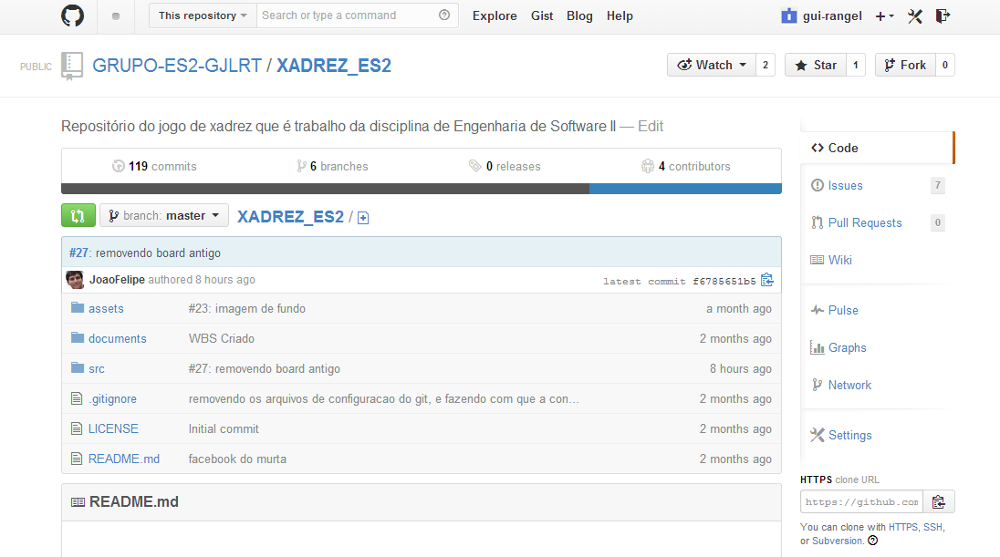 This repository Search or type a command Explore Gist Blog Help gui-rangel
PUBLIC GRUPO-ES2-GJLRT / XADREZ_ES2 Watch 2 Star 1 Fork 0
Repositório do jogo de xadrez que é trabalho da disciplina de Engenharia de Software II — Edit
119 commits 6 branches 0 releases 4 contributors
branch: master XADREZ_ES2 /
#27: removendo board antigo
JoaoFelipe authored 8 hours ago latest commit f6785651b5
assets #23: imagem de fundo a month ago
documents WBS Criado 2 months ago
src #27: removendo board antigo 8 hours ago
.gitignore removendo os arquivos de configuracao do git, e fazendo com que a con... 2 months ago
LICENSE Initial commit 2 months ago
README.md facebook do murta 2 months ago
README.md
Code
Issues 7
Pull Requests 0
Wiki
Pulse
Graphs
Network
Settings
HTTPS clone URL
https://github.con
You can clone with HTTPS, SSH,
or Subversion.